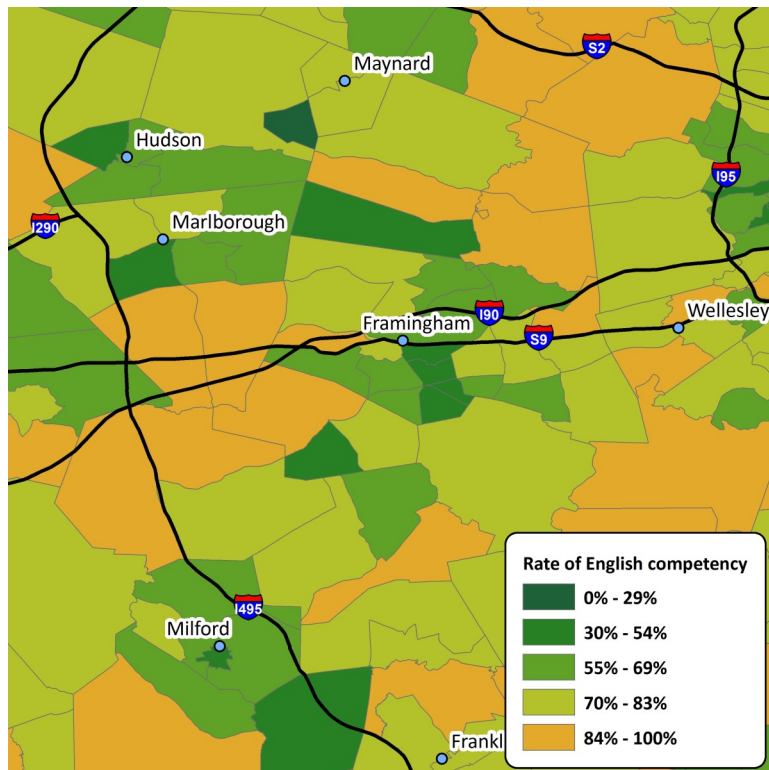 S2
Maynard
Hudson
I95
Marlborough
I290
I90
Wellesley
Framingham
S9
Rate of English competency
0% - 29%
30% - 54%
55% - 69%
70% - 83%
84% - 100%
I495
Milford
Frankl